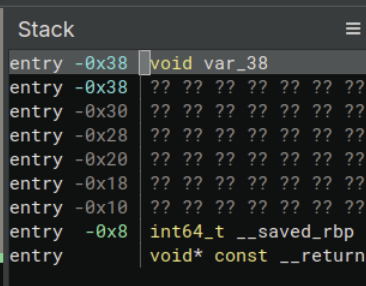 Stack
entry -0x38 void var_38
entry -0x38 ?? ?? ?? ?? ?? ?? ??
entry -0x30 ?? ?? ?? ?? ?? ?? ??
entry -0x28 ?? ?? ?? ?? ?? ?? ??
entry -0x20 ?? ?? ?? ?? ?? ?? ??
entry -0x18 ?? ?? ?? ?? ?? ?? ??
entry -0x10 ?? ?? ?? ?? ?? ?? ??
entry -0x8 int64_t __saved_rbp
entry void* const __return